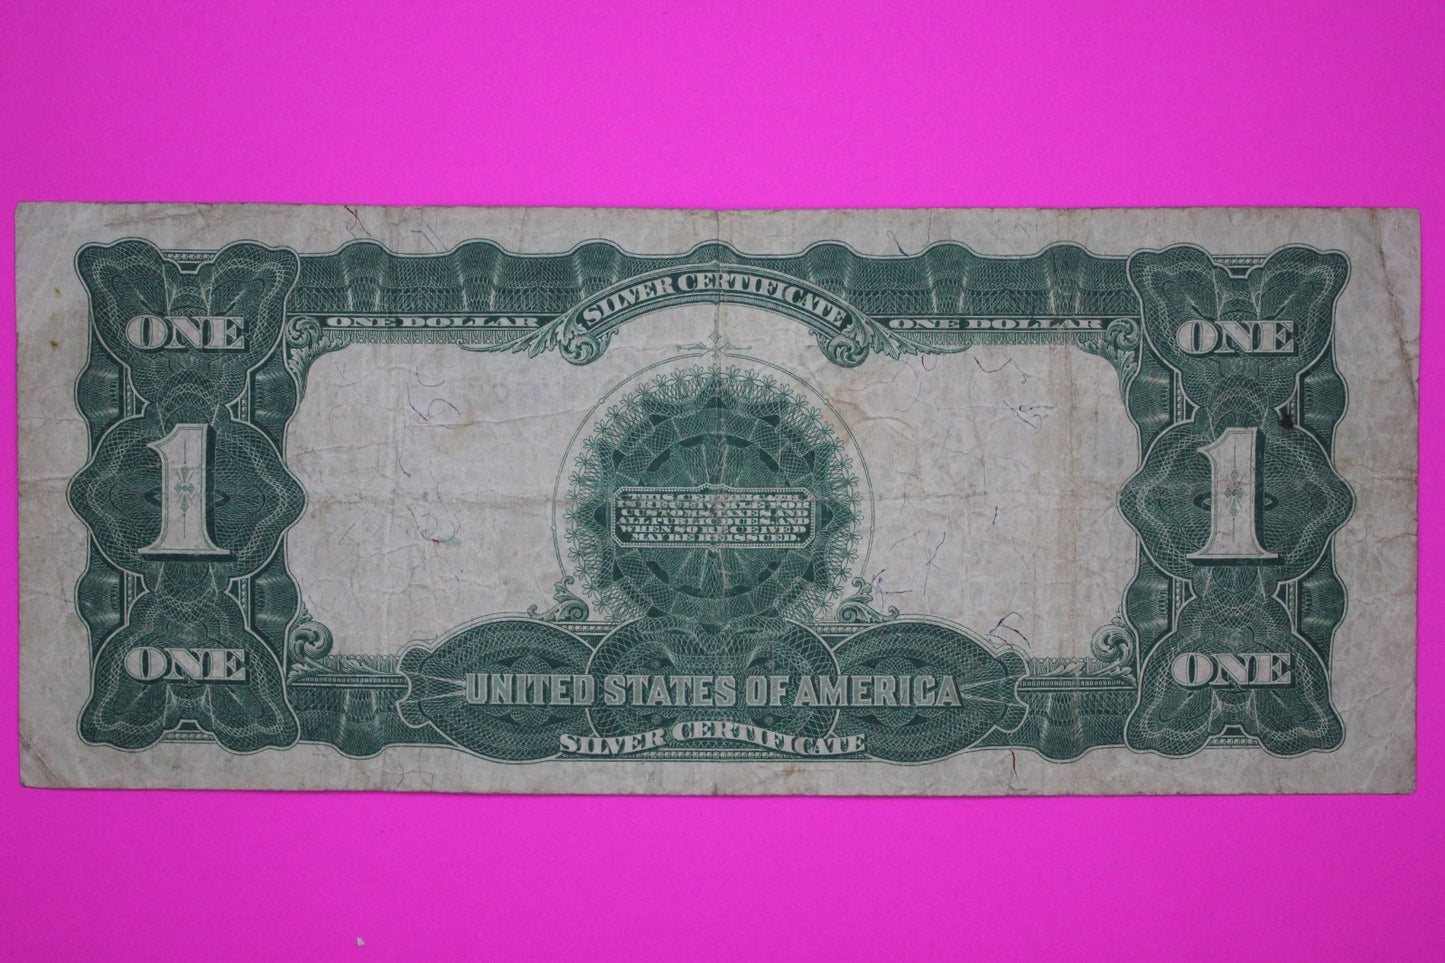 SILVER CERTIFICATE
ONE ONE DOLLAR ONE DOLLAR ONE
1 1
THIS CERTIFICATE
IS RECEIVABLE FOR
CUSTOMS, TAXES, AND
ALL PUBLIC DUES, AND
WHEN SO RECEIVED
MAY BE REISSUED.
ONE ONE
UNITED STATES OF AMERICA
SILVER CERTIFICATE